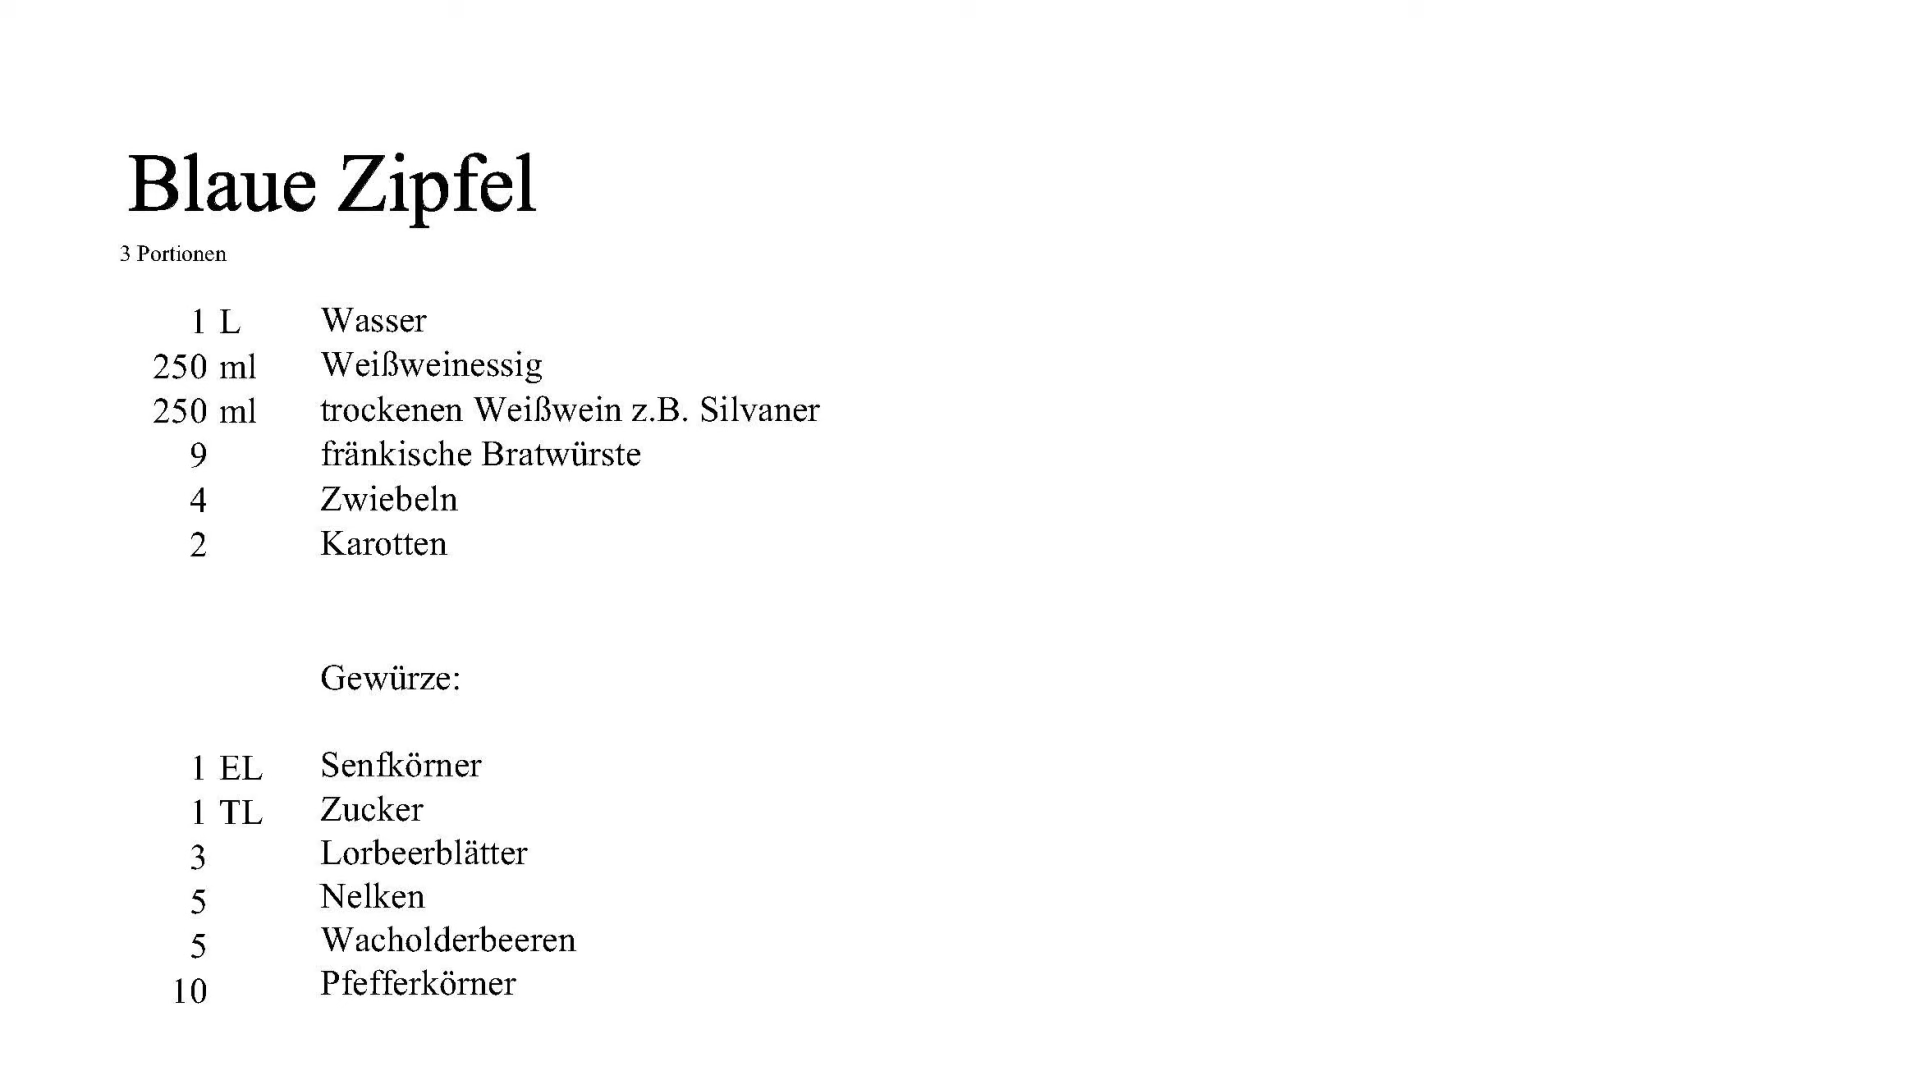 Blaue Zipfel
3 Portionen
1 L Wasser
250 ml Weißweinessig
250 ml trockenen Weißwein z.B. Silvaner
9 fränkische Bratwürste
4 Zwiebeln
2 Karotten
Gewürze:
1 EL Senfkörner
1 TL Zucker
3 Lorbeerblätter
5 Nelken
5 Wacholderbeeren
10 Pfefferkörner